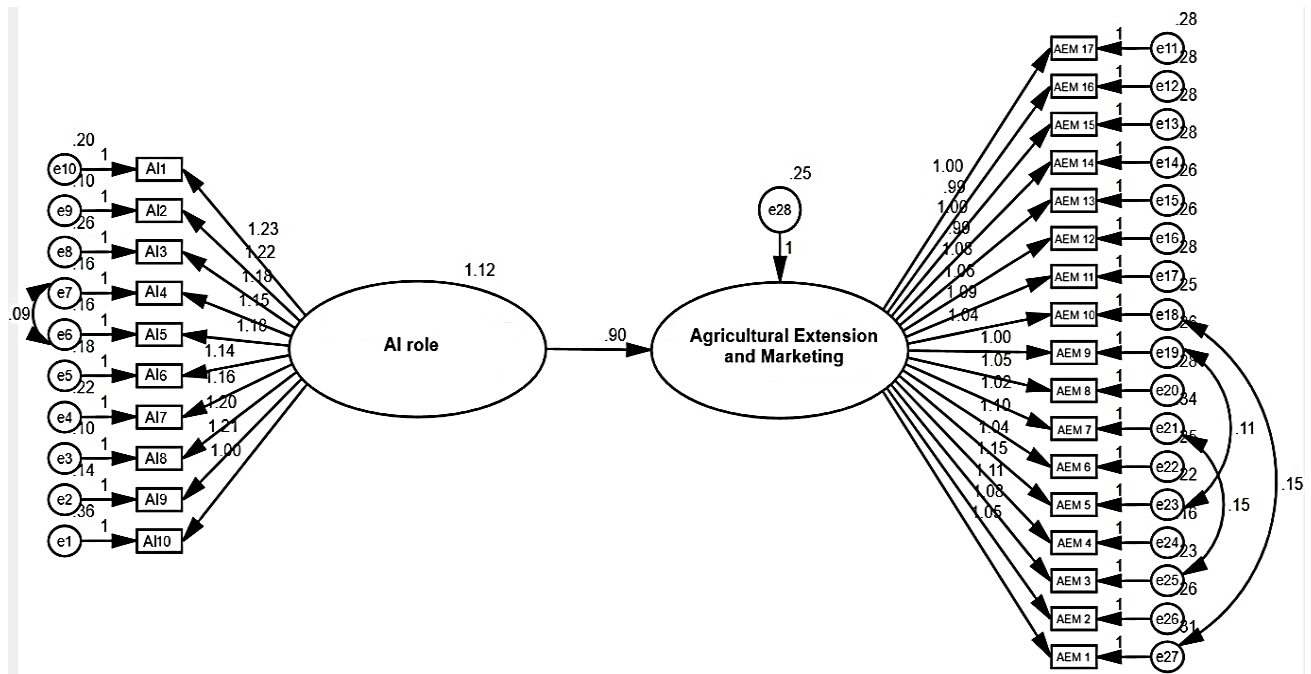 .20
e10 1 AI1
.10
e9 1 AI2
.26
e8 1 AI3
.16
e7 1 AI4
.16
e6 1 AI5
.18
e5 1 AI6
.22
e4 1 AI7
.10
e3 1 AI8
.14
e2 1 AI9
.36
e1 1 AI10
.09
1.23
1.22
1.18
1.15
1.18
1.14
1.16
1.20
1.21
1.00
1.12
AI role
.90
.25
e28
1
Agricultural Extension
and Marketing
1.00
.99
1.00
.99
1.08
1.06
1.09
1.04
1.00
1.05
1.02
1.10
1.04
1.15
1.11
1.08
1.05
.28
AEM 17 1 e11
.28
AEM 16 1 e12
.28
AEM 15 1 e13
.28
AEM 14 1 e14
.26
AEM 13 1 e15
.26
AEM 12 1 e16
.28
AEM 11 1 e17
.25
AEM 10 1 e18
AEM 9 1 e19
.28
AEM 8 1 e20
.34
AEM 7 1 e21
AEM 6 1 e22
.22
AEM 5 1 e23
.16
AEM 4 1 e24
.23
AEM 3 1 e25
.26
AEM 2 1 e26
.31
AEM 1 1 e27
.11
.15
.15